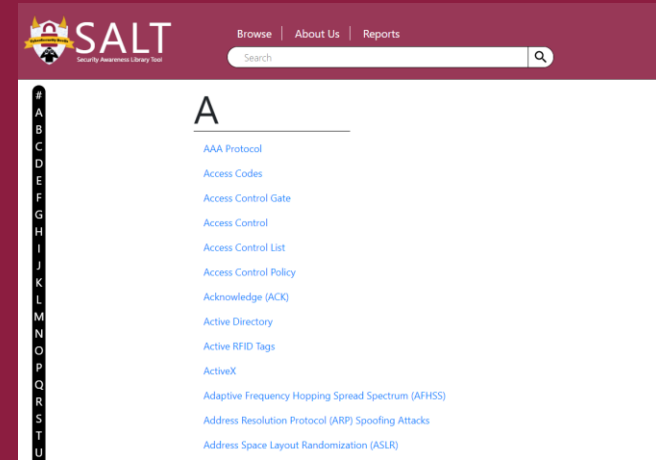 SALT
Security Awareness Library Tool
Browse | About Us | Reports
Search
#
A
B
C
D
E
F
G
H
I
J
K
L
M
N
O
P
Q
R
S
T
U
A
AAA Protocol
Access Codes
Access Control Gate
Access Control
Access Control List
Access Control Policy
Acknowledge (ACK)
Active Directory
Active RFID Tags
ActiveX
Adaptive Frequency Hopping Spread Spectrum (AFHSS)
Address Resolution Protocol (ARP) Spoofing Attacks
Address Space Layout Randomization (ASLR)